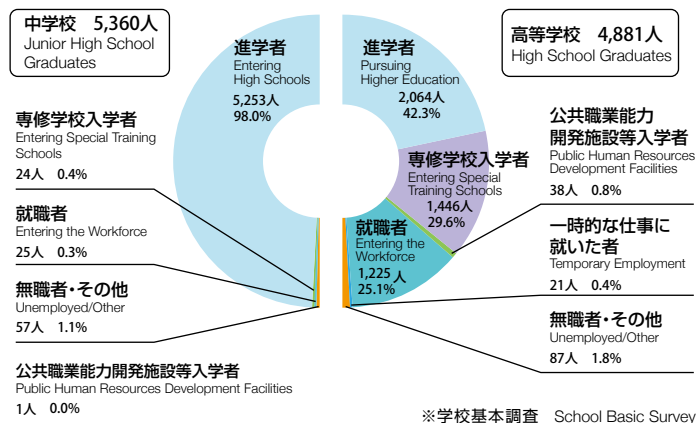 中学校 5,360人
Junior High School
Graduates
進学者
Entering
High Schools
5,253人
98.0%
専修学校入学者
Entering Special Training
Schools
24人 0.4%
就職者
Entering the Workforce
25人 0.3%
無職者・その他
Unemployed/Other
57人 1.1%
公共職業能力開発施設等入学者
Public Human Resources Development Facilities
1人 0.0%
高等学校 4,881人
High School Graduates
進学者
Pursuing
Higher Education
2,064人
42.3%
専修学校入学者
Entering Special
Training Schools
1,446人
29.6%
就職者
Entering the
Workforce
1,225人
25.1%
公共職業能力
開発施設等入学者
Public Human Resources
Development Facilities
38人 0.8%
一時的な仕事に
就いた者
Temporary Employment
21人 0.4%
無職者・その他
Unemployed/Other
87人 1.8%
※学校基本調査 School Basic Survey